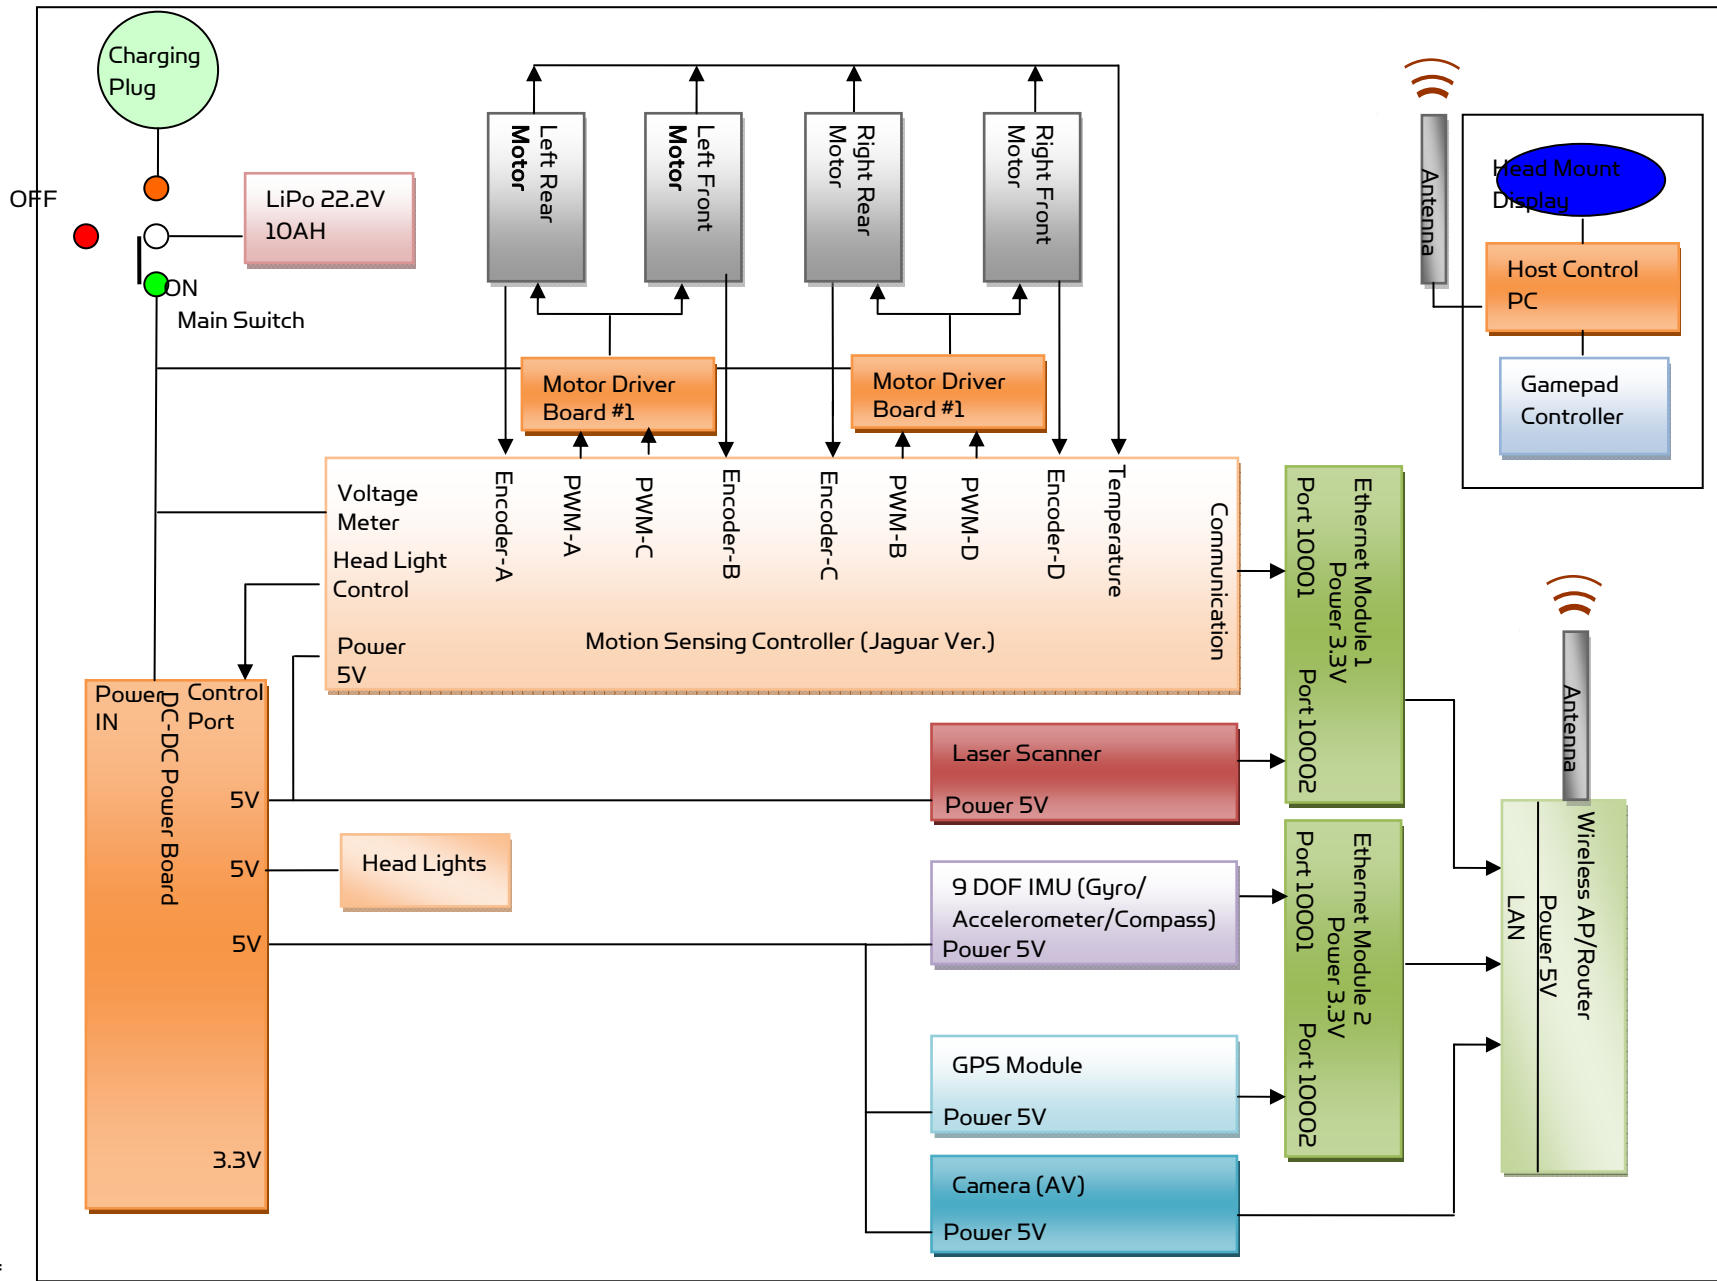 Charging
Plug
OFF
LiPo 22.2V
10AH
ON
Main Switch
Left Rear
Motor
Left Front
Motor
Right Rear
Motor
Right Front
Motor
Antenna
Head Mount
Display
Host Control
PC
Gamepad
Controller
Motor Driver
Board #1
Motor Driver
Board #1
Voltage
Meter
Head Light
Control
Power
5V
Encoder-A
PWM-A
PWM-C
Encoder-B
Encoder-C
PWM-B
PWM-D
Encoder-D
Temperature
Communication
Motion Sensing Controller (Jaguar Ver.)
Ethernet Module 1
Power 3.3V
Port 10001
Port 10002
Power
IN
Control
Port
DC-DC Power Board
5V
5V
5V
3.3V
Head Lights
Laser Scanner
Power 5V
9 DOF IMU (Gyro/
Accelerometer/Compass)
Power 5V
GPS Module
Power 5V
Camera (AV)
Power 5V
Ethernet Module 2
Power 3.3V
Port 10001
Port 10002
Antenna
Wireless AP/Router
Power 5V
LAN